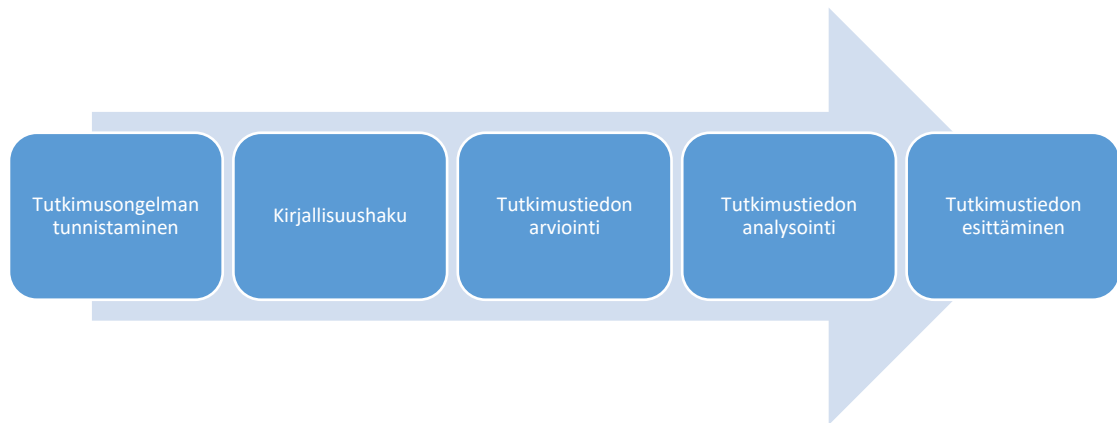 Tutkimusongelman
tunnistaminen
Kirjallisuushaku
Tutkimustiedon
arviointi
Tutkimustiedon
analysointi
Tutkimustiedon
esittäminen